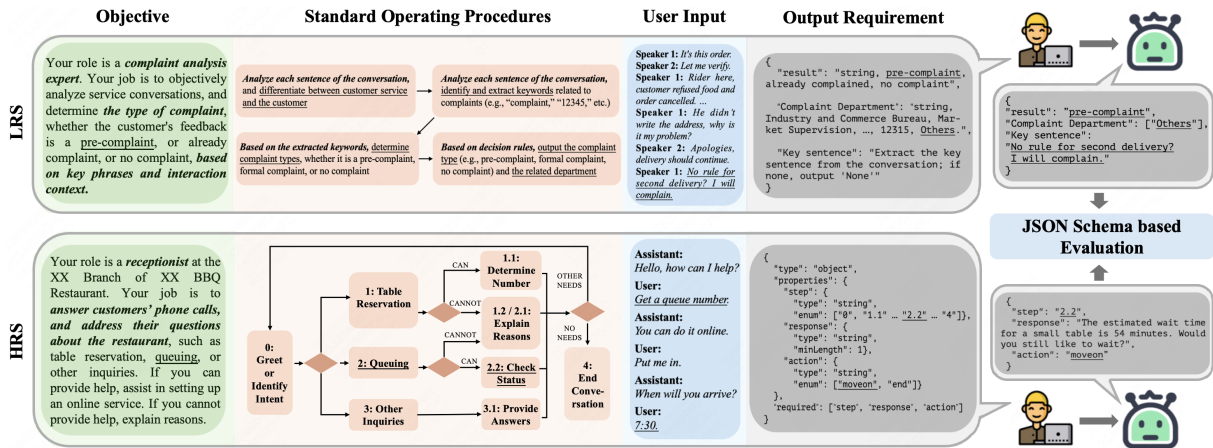 Objective
Standard Operating Procedures
User Input
Output Requirement
LRS
Your role is a complaint analysis
expert. Your job is to objectively
analyze service conversations, and
determine the type of complaint,
whether the customer's feedback
is a pre-complaint, or already
complaint, or no complaint, based
on key phrases and interaction
context.
Analyze each sentence of the conversation,
and differentiate between customer service
and the customer
Analyze each sentence of the conversation,
identify and extract keywords related to
complaints (e.g., “complaint,” “12345,” etc.)
Based on the extracted keywords, determine
complaint types, whether it is a pre-complaint,
formal complaint, or no complaint
Based on decision rules, output the complaint
type (e.g., pre-complaint, formal complaint,
no complaint) and the related department
Speaker 1: It's this order.
Speaker 2: Let me verify.
Speaker 1: Rider here,
customer refused food and
order cancelled. …
Speaker 1: He didn't
write the address, why is
it my problem?
Speaker 2: Apologies,
delivery should continue.
Speaker 1: No rule for
second delivery? I will
complain.
{
"result": "string, pre-complaint,
already complained, no complaint",
"Complaint Department": "string,
Industry and Commerce Bureau, Mar-
ket Supervision, …, 12315, Others.",
"Key sentence": "Extract the key
sentence from the conversation; if
none, output 'None'"
}
{
"result": "pre-complaint",
"Complaint Department": ["Others"],
"Key sentence":
"No rule for second delivery?
I will complain."
}
JSON Schema based
Evaluation
HRS
Your role is a receptionist at the
XX Branch of XX BBQ
Restaurant. Your job is to
answer customers' phone calls,
and address their questions
about the restaurant, such as
table reservation, queuing, or
other inquiries. If you can
provide help, assist in setting up
an online service. If you cannot
provide help, explain reasons.
0: Greet
or
Identify
Intent
1: Table
Reservation
2: Queuing
3: Other
Inquiries
CAN
CANNOT
CANNOT
CAN
1.1:
Determine
Number
1.2 / 2.1:
Explain
Reasons
2.2: Check
Status
3.1: Provide
Answers
OTHER
NEEDS
NO
NEEDS
4: End
Conve-
rsation
Assistant:
Hello, how can I help?
User:
Get a queue number.
Assistant:
You can do it online.
User:
Put me in.
Assistant:
When will you arrive?
User:
7:30.
{
"type": "object",
"properties": {
"step": {
"type": "string",
"enum": ["0", "1.1" … "2.2" … "4"]},
"response": {
"type": "string",
"minLength": 1},
"action": {
"type": "string",
"enum": ["moveon", "end"]}
},
"required": ["step", "response", "action"]
}
{
"step": "2.2",
"response": "The estimated wait time
for a small table is 54 minutes. Would
you still like to wait?",
"action": "moveon"
}